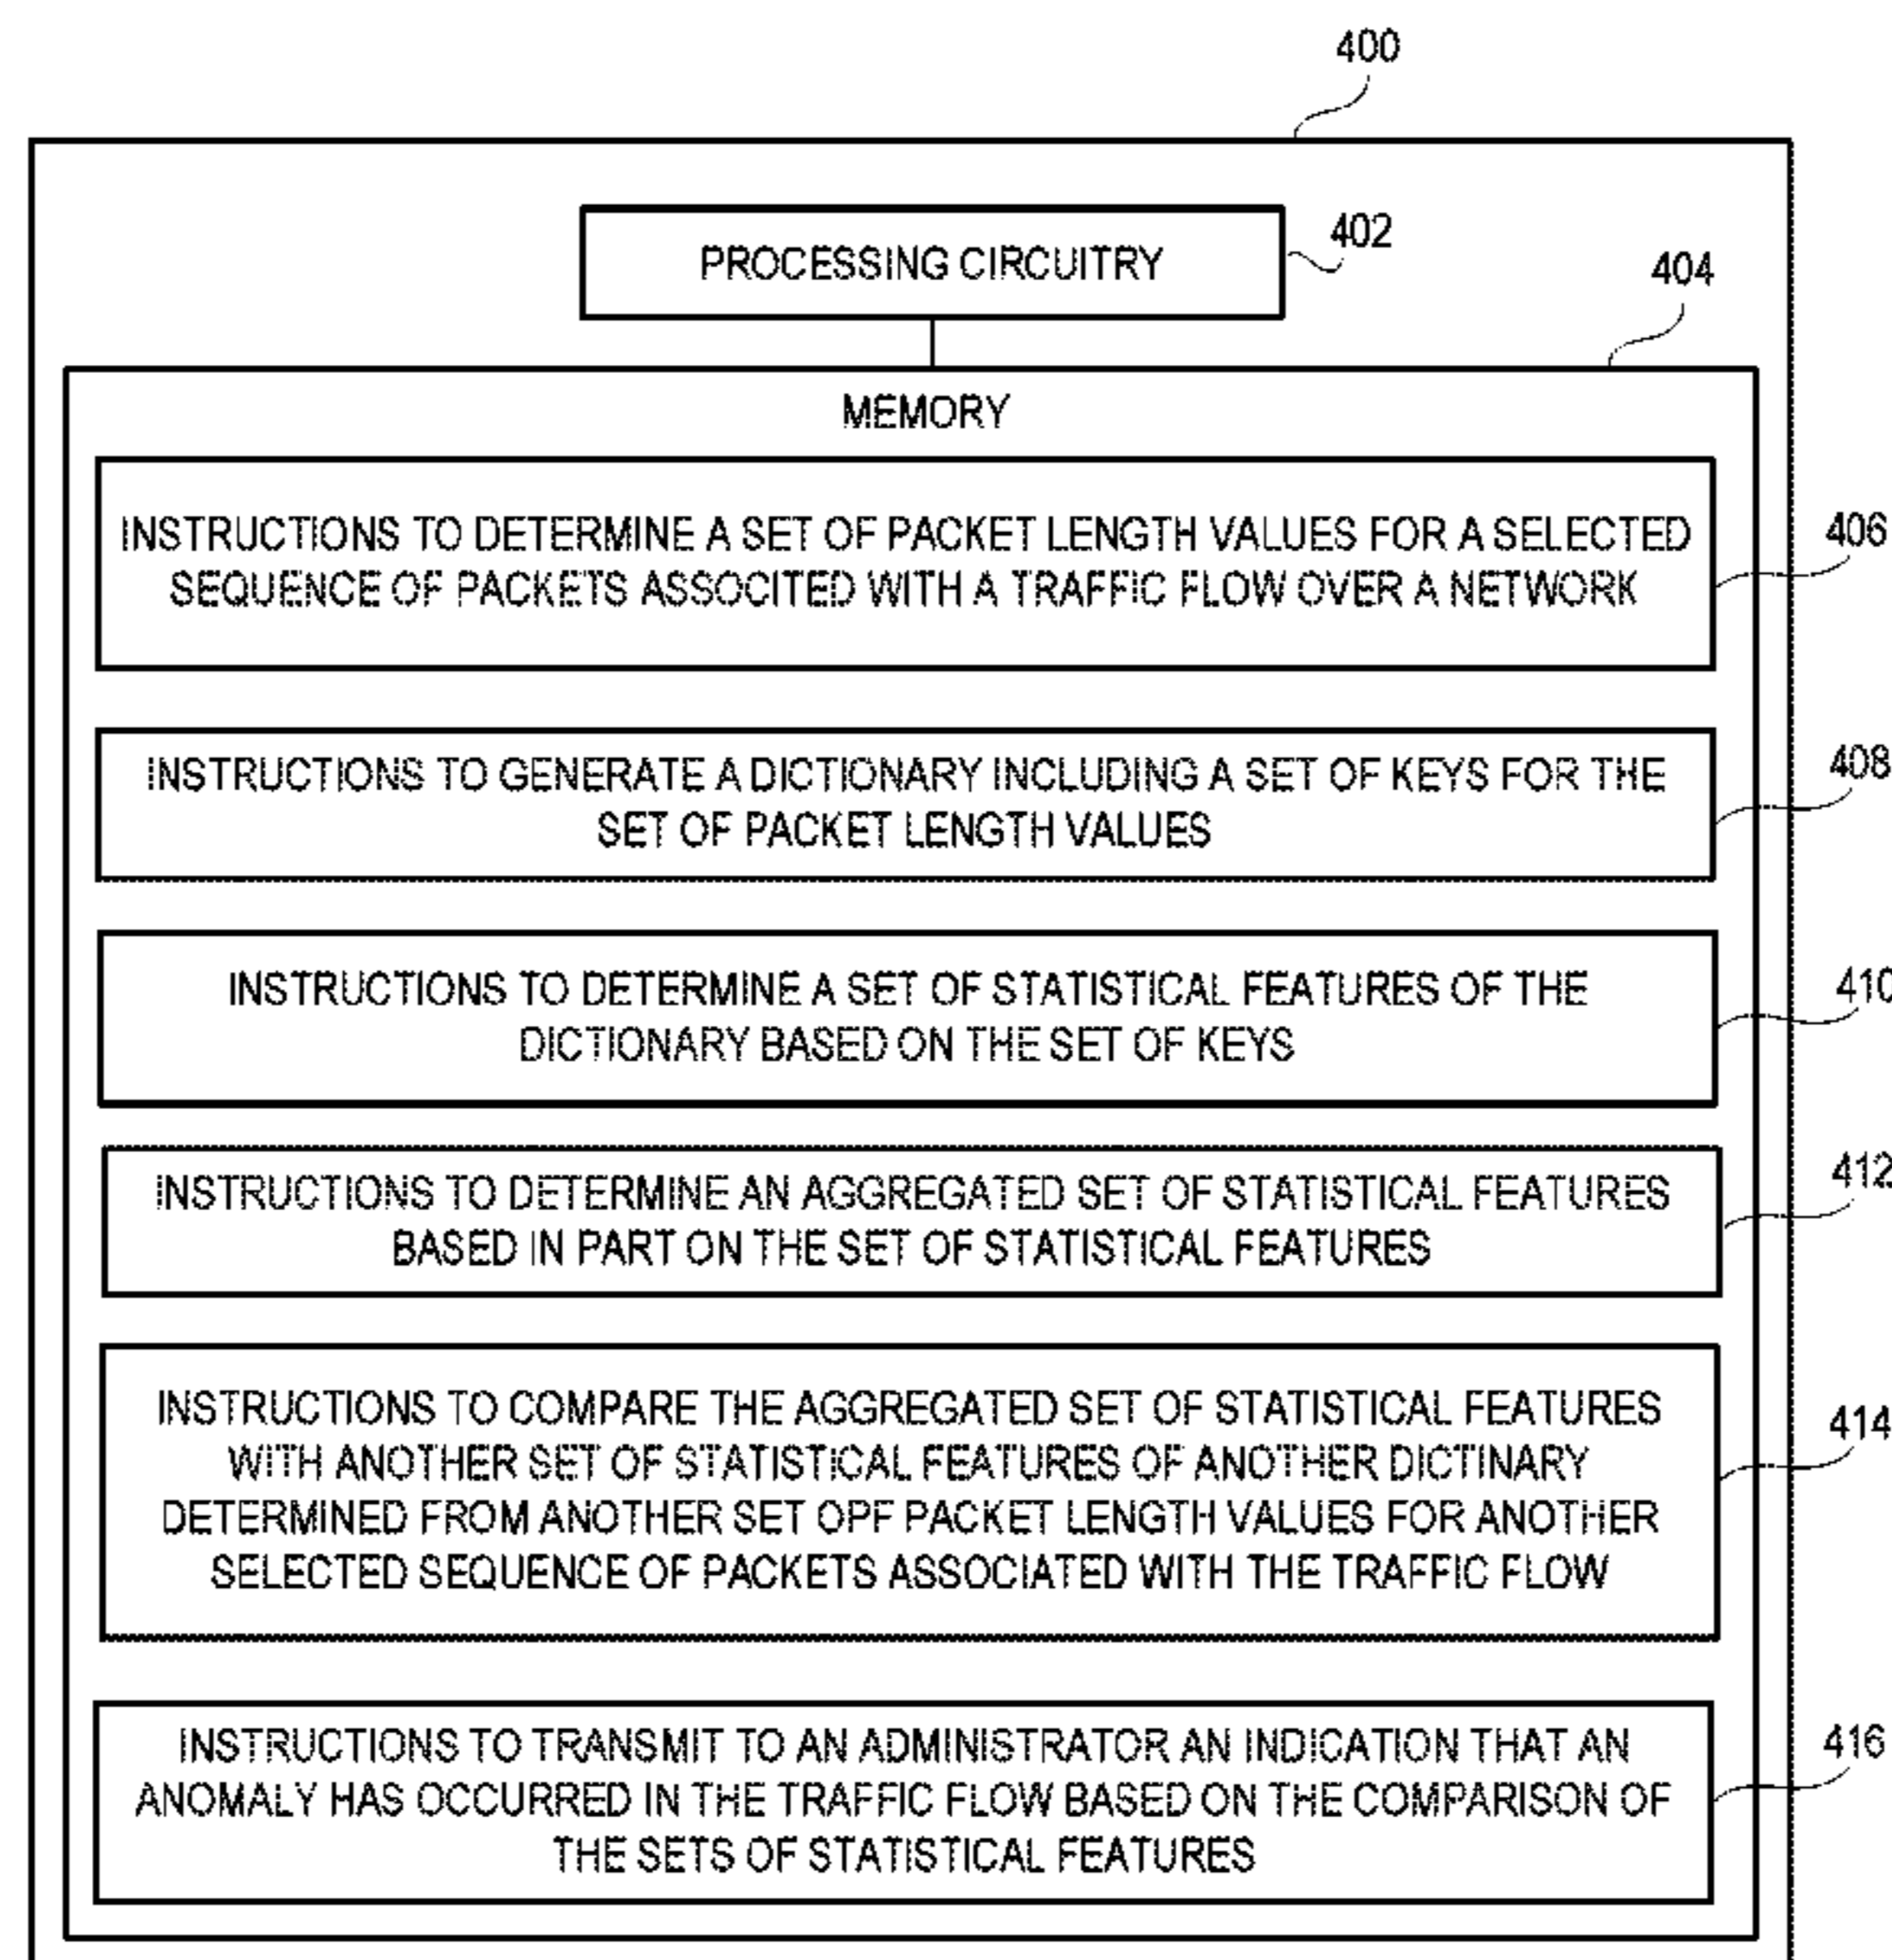 400
PROCESSING CIRCUITRY
402
404
MEMORY
INSTRUCTIONS TO DETERMINE A SET OF PACKET LENGTH VALUES FOR A SELECTED
SEQUENCE OF PACKETS ASSOCITED WITH A TRAFFIC FLOW OVER A NETWORK
406
INSTRUCTIONS TO GENERATE A DICTIONARY INCLUDING A SET OF KEYS FOR THE
SET OF PACKET LENGTH VALUES
408
INSTRUCTIONS TO DETERMINE A SET OF STATISTICAL FEATURES OF THE
DICTIONARY BASED ON THE SET OF KEYS
410
INSTRUCTIONS TO DETERMINE AN AGGREGATED SET OF STATISTICAL FEATURES
BASED IN PART ON THE SET OF STATISTICAL FEATURES
412
INSTRUCTIONS TO COMPARE THE AGGREGATED SET OF STATISTICAL FEATURES
WITH ANOTHER SET OF STATISTICAL FEATURES OF ANOTHER DICTINARY
DETERMINED FROM ANOTHER SET OPF PACKET LENGTH VALUES FOR ANOTHER
SELECTED SEQUENCE OF PACKETS ASSOCIATED WITH THE TRAFFIC FLOW
414
INSTRUCTIONS TO TRANSMIT TO AN ADMINISTRATOR AN INDICATION THAT AN
ANOMALY HAS OCCURRED IN THE TRAFFIC FLOW BASED ON THE COMPARISON OF
THE SETS OF STATISTICAL FEATURES
416